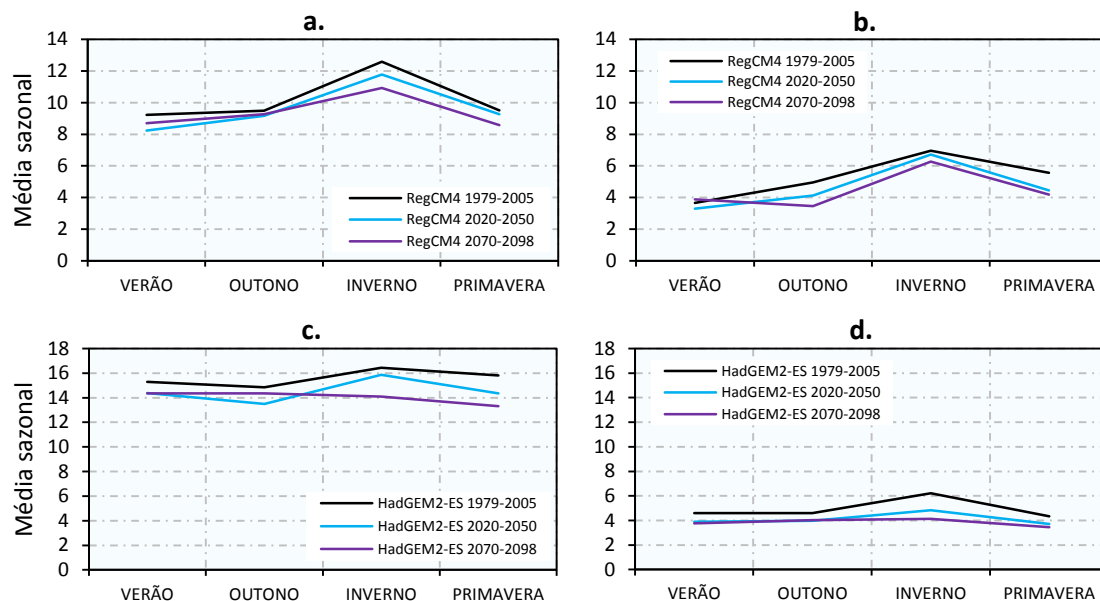 a.
Média sazonal
14
12
10
8
6
4
2
0
RegCM4 1979-2005
RegCM4 2020-2050
RegCM4 2070-2098
VERÃO OUTONO INVERNO PRIMAVERA
b.
14
12
10
8
6
4
2
0
RegCM4 1979-2005
RegCM4 2020-2050
RegCM4 2070-2098
VERÃO OUTONO INVERNO PRIMAVERA
c.
Média sazonal
18
16
14
12
10
8
6
4
2
0
HadGEM2-ES 1979-2005
HadGEM2-ES 2020-2050
HadGEM2-ES 2070-2098
VERÃO OUTONO INVERNO PRIMAVERA
d.
18
16
14
12
10
8
6
4
2
0
HadGEM2-ES 1979-2005
HadGEM2-ES 2020-2050
HadGEM2-ES 2070-2098
VERÃO OUTONO INVERNO PRIMAVERA